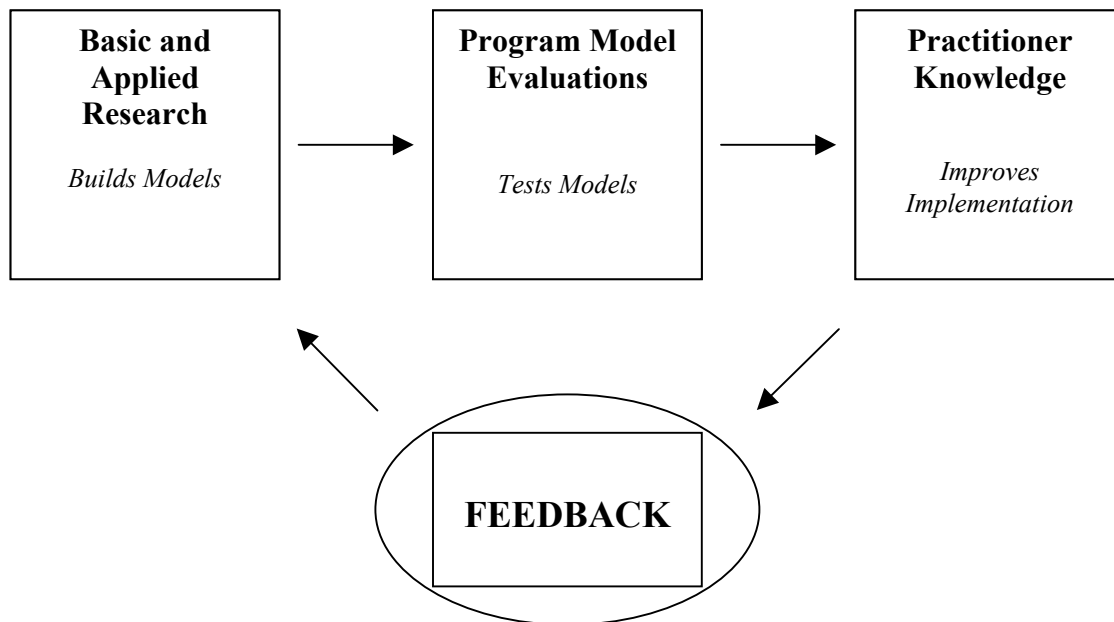 Basic and
Applied
Research
Builds Models
Program Model
Evaluations
Tests Models
Practitioner
Knowledge
Improves
Implementation
FEEDBACK